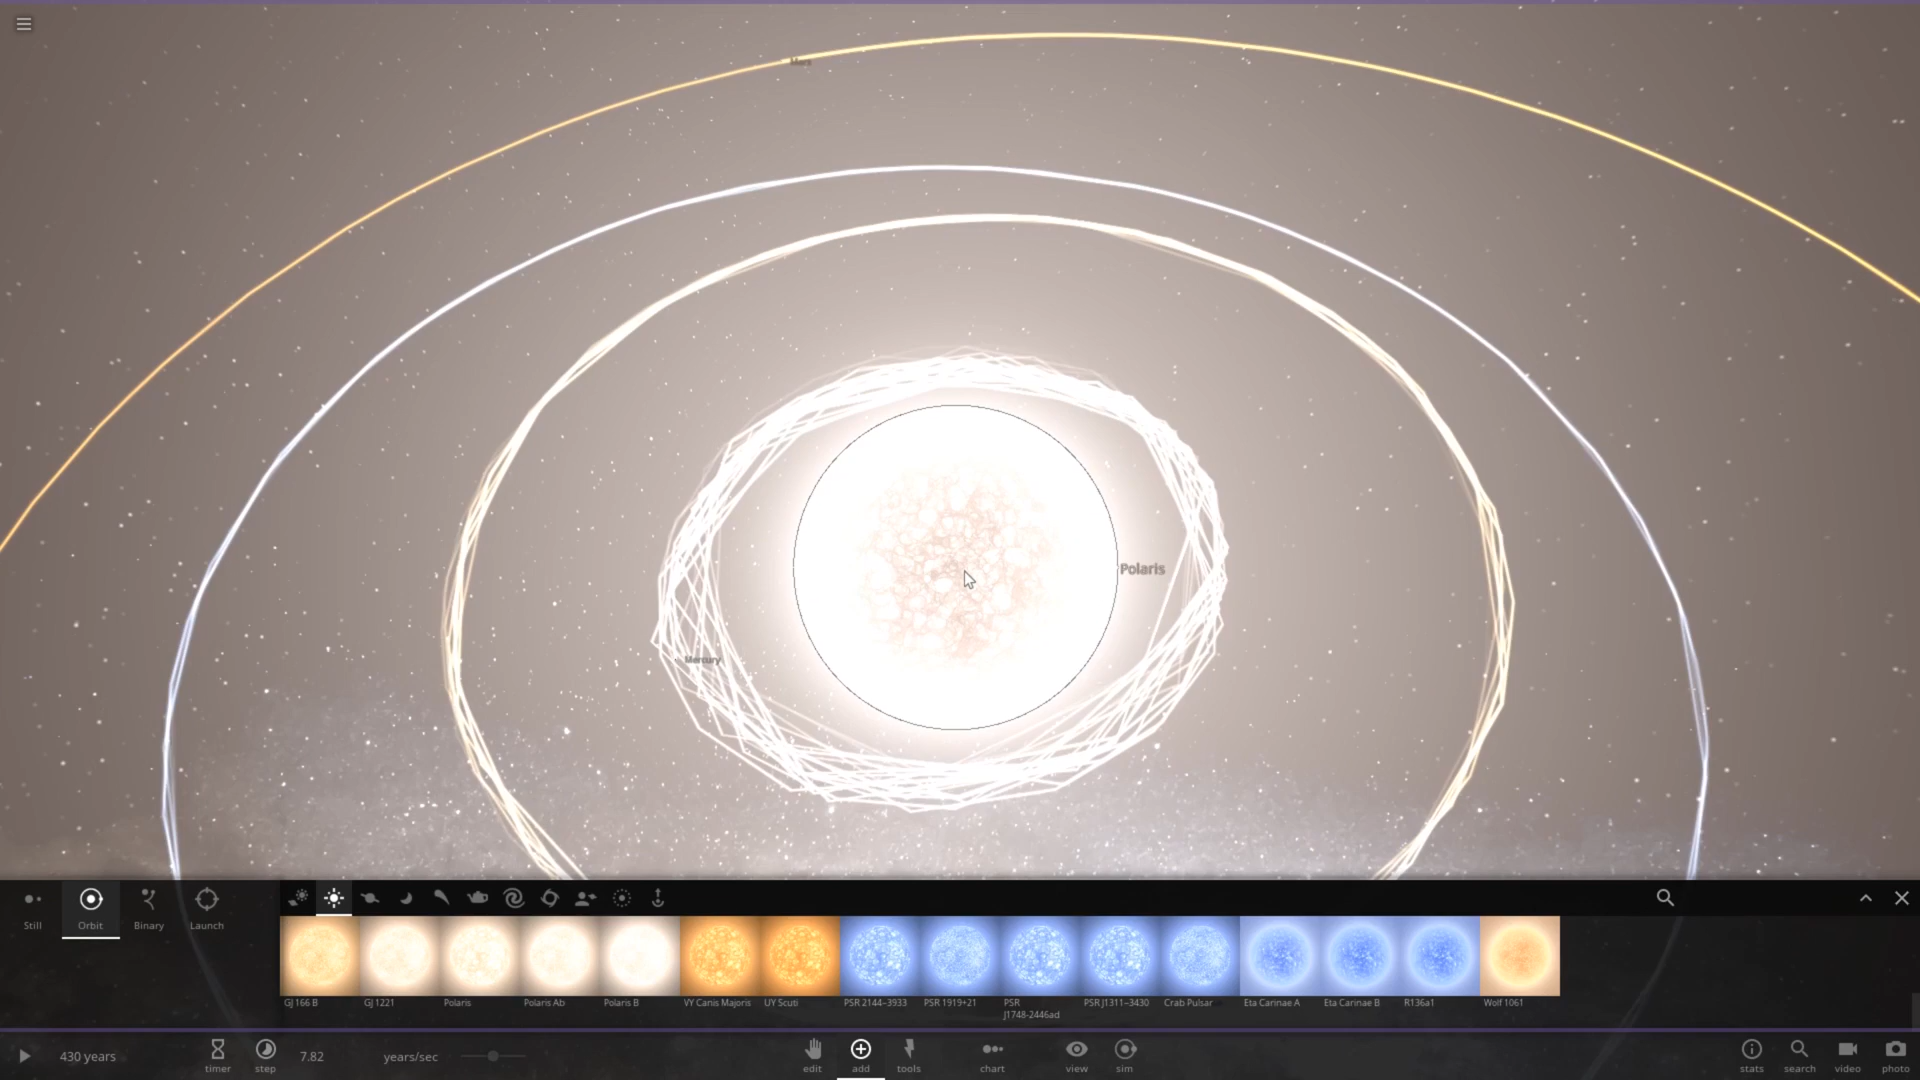 Mars
Polaris
Mercury
Still
Orbit
Binary
Launch
GJ 166 B
GJ 1221
Polaris
Polaris Ab
Polaris B
VY Canis Majoris
UY Scuti
PSR 2144−3933
PSR 1919+21
PSR
J1748-2446ad
PSR J1311−3430
Crab Pulsar
Eta Carinae A
Eta Carinae B
R136a1
Wolf 1061
430 years
timer
step
7.82
years/sec
edit
add
tools
chart
view
sim
stats
search
video
photo